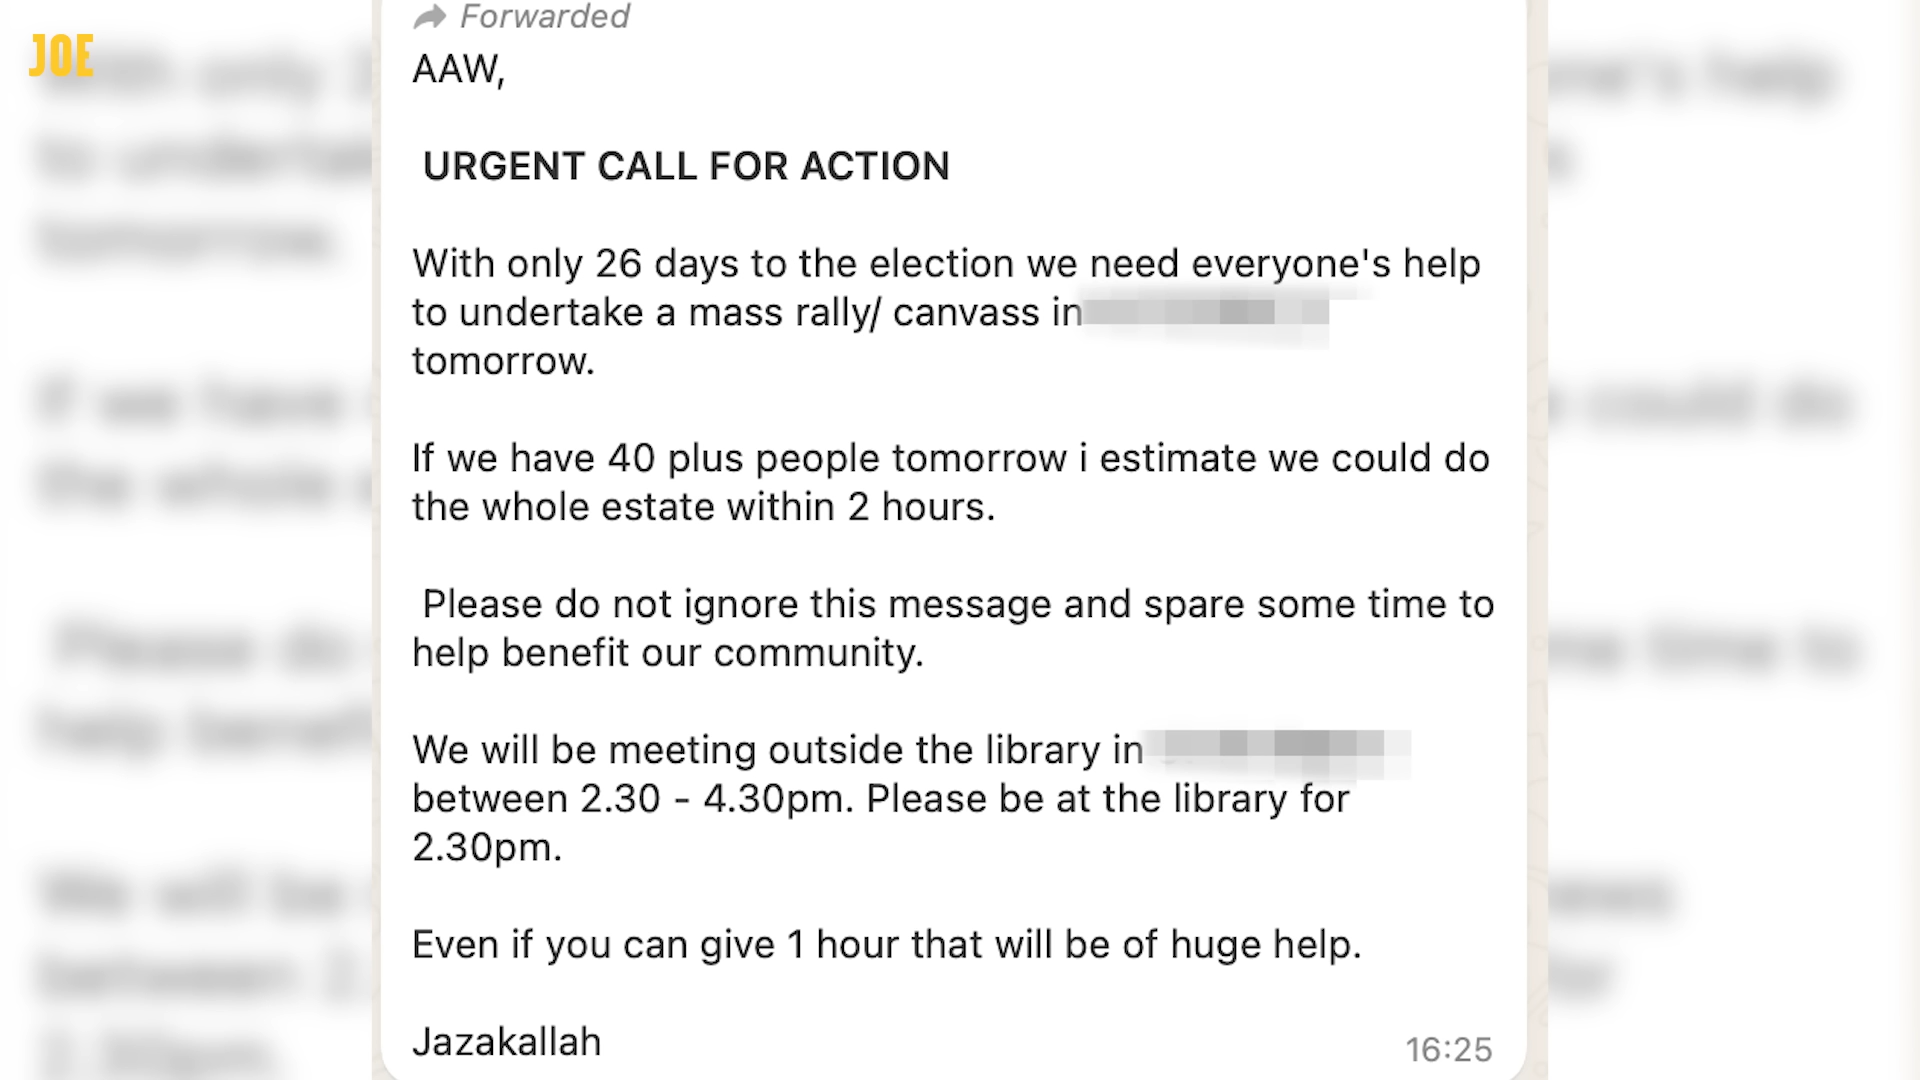 JOE
Forwarded
AAW,
URGENT CALL FOR ACTION
With only 26 days to the election we need everyone's help
to undertake a mass rally/ canvass in
tomorrow.
If we have 40 plus people tomorrow i estimate we could do
the whole estate within 2 hours.
Please do not ignore this message and spare some time to
help benefit our community.
We will be meeting outside the library in
between 2.30 - 4.30pm. Please be at the library for
2.30pm.
Even if you can give 1 hour that will be of huge help.
Jazakallah
16:25